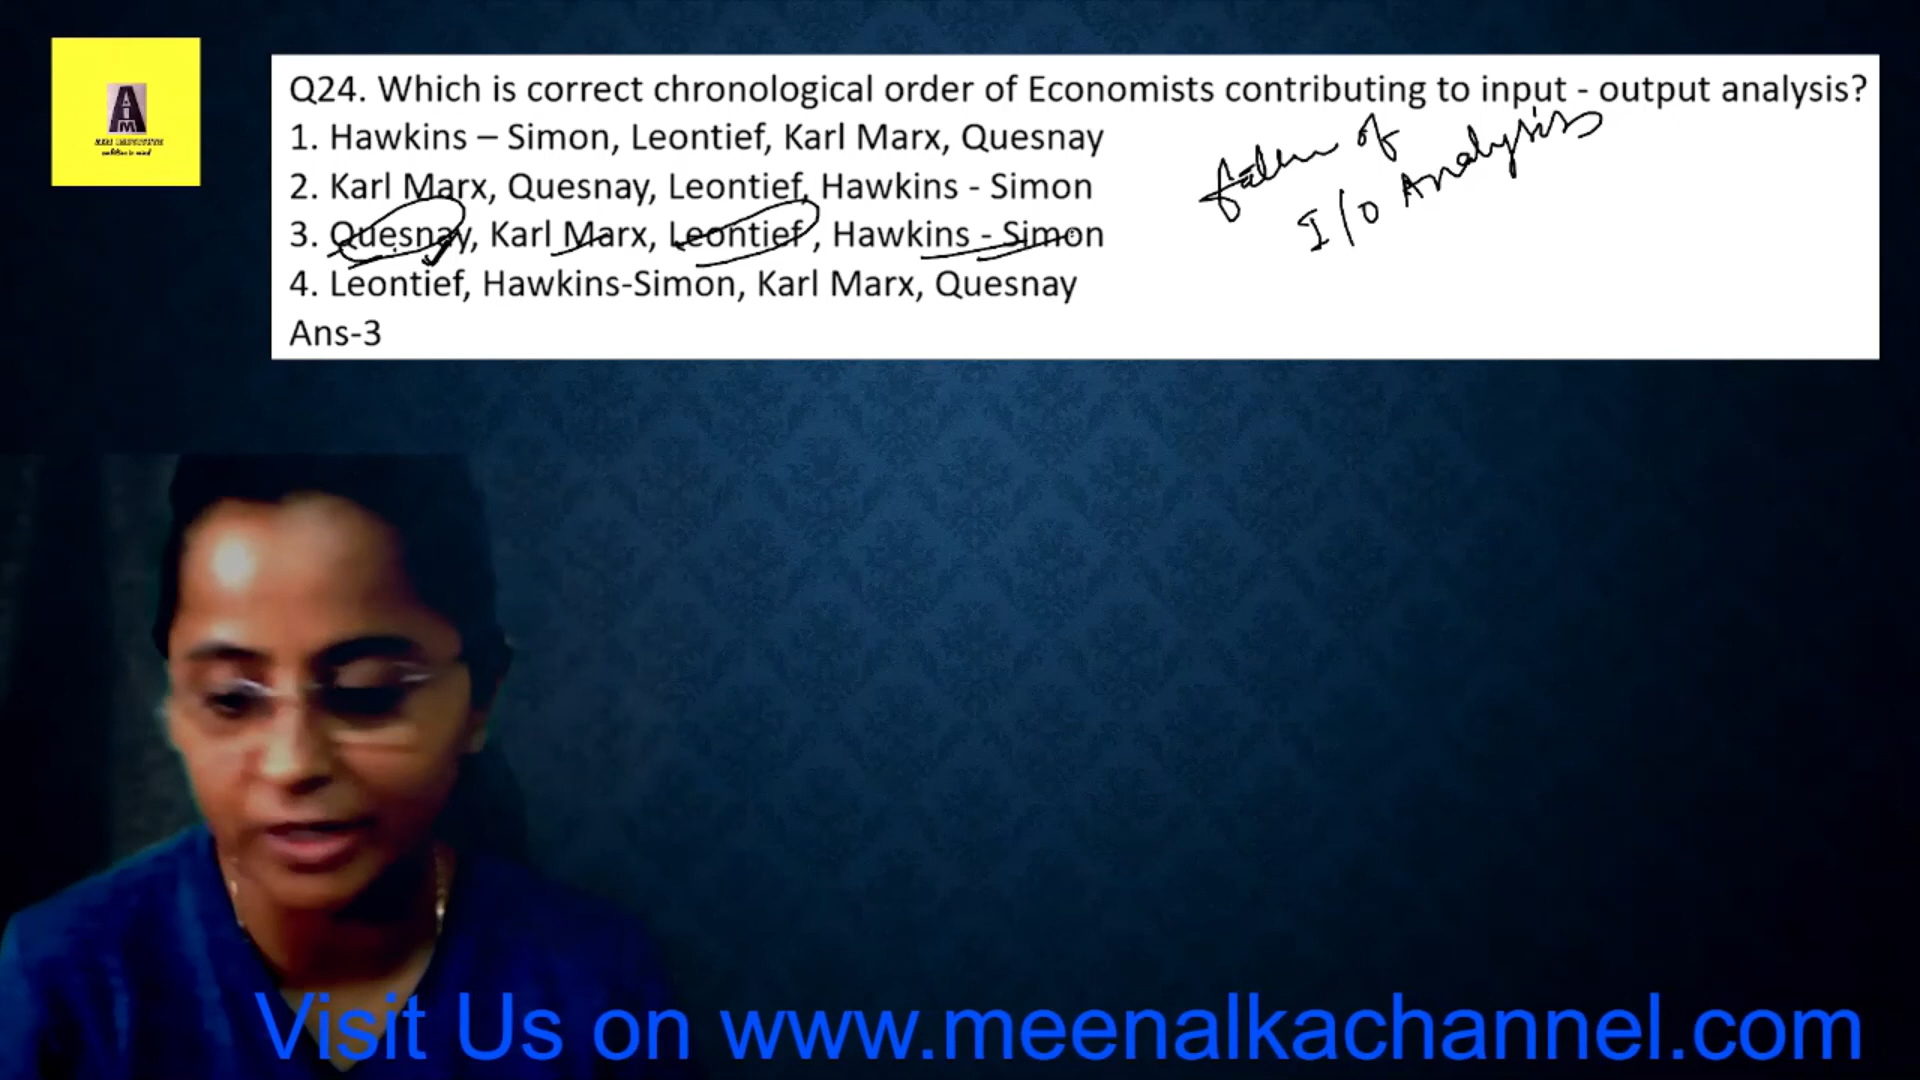 AIM
Q24. Which is correct chronological order of Economists contributing to input - output analysis?
1. Hawkins – Simon, Leontief, Karl Marx, Quesnay
2. Karl Marx, Quesnay, Leontief, Hawkins - Simon
3. Quesnay, Karl Marx, Leontief , Hawkins - Simon
4. Leontief, Hawkins-Simon, Karl Marx, Quesnay
Ans-3
of
I/O Analysis
Visit Us on www.meenalkachannel.com